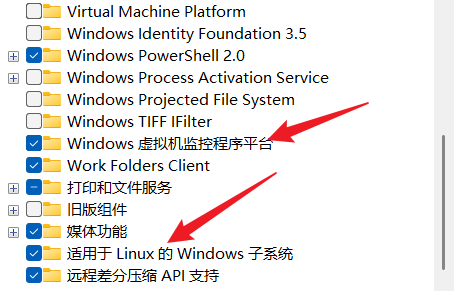 Virtual Machine Platform
Windows Identity Foundation 3.5
Windows PowerShell 2.0
Windows Process Activation Service
Windows Projected File System
Windows TIFF IFilter
Windows 虚拟机监控程序平台
Work Folders Client
打印和文件服务
旧版组件
媒体功能
适用于 Linux 的 Windows 子系统
远程差分压缩 API 支持